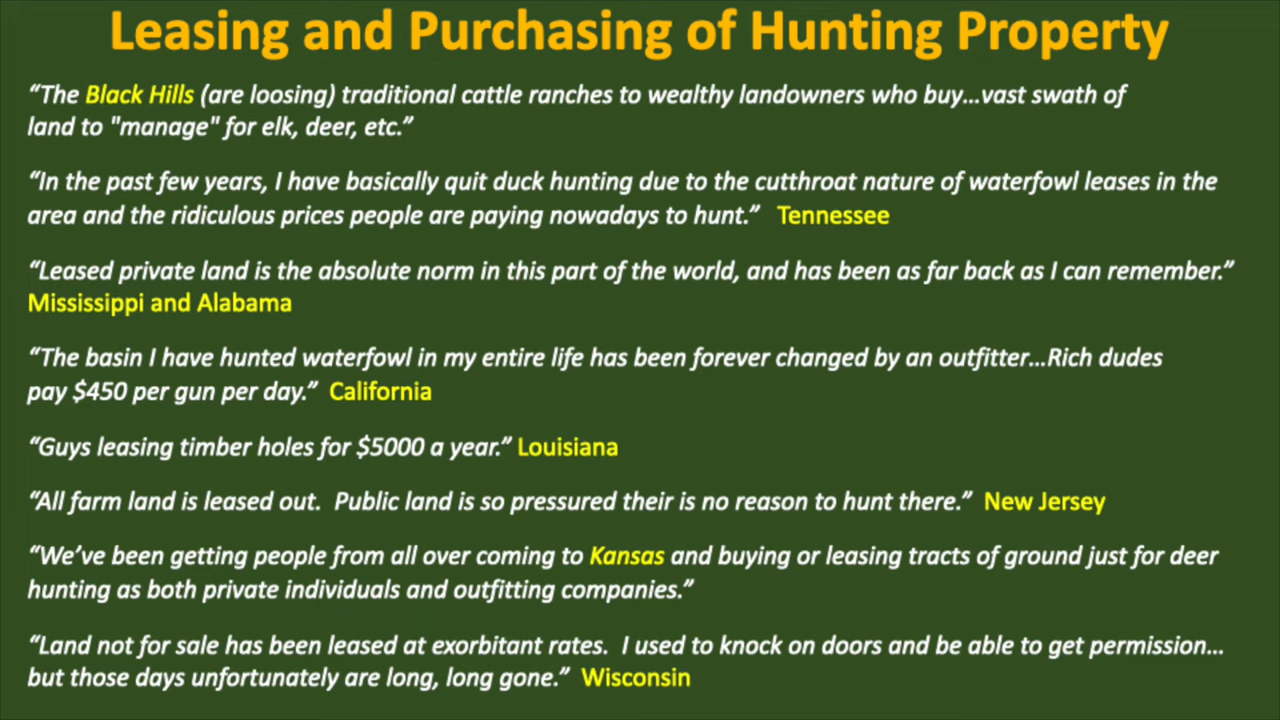 Leasing and Purchasing of Hunting Property
“The Black Hills (are loosing) traditional cattle ranches to wealthy landowners who buy…vast swath of
land to "manage" for elk, deer, etc.”
“In the past few years, I have basically quit duck hunting due to the cutthroat nature of waterfowl leases in the
area and the ridiculous prices people are paying nowadays to hunt.” Tennessee
“Leased private land is the absolute norm in this part of the world, and has been as far back as I can remember.”
Mississippi and Alabama
“The basin I have hunted waterfowl in my entire life has been forever changed by an outfitter…Rich dudes
pay $450 per gun per day.” California
“Guys leasing timber holes for $5000 a year.” Louisiana
“All farm land is leased out. Public land is so pressured their is no reason to hunt there.” New Jersey
“We’ve been getting people from all over coming to Kansas and buying or leasing tracts of ground just for deer
hunting as both private individuals and outfitting companies.”
“Land not for sale has been leased at exorbitant rates. I used to knock on doors and be able to get permission…
but those days unfortunately are long, long gone.” Wisconsin